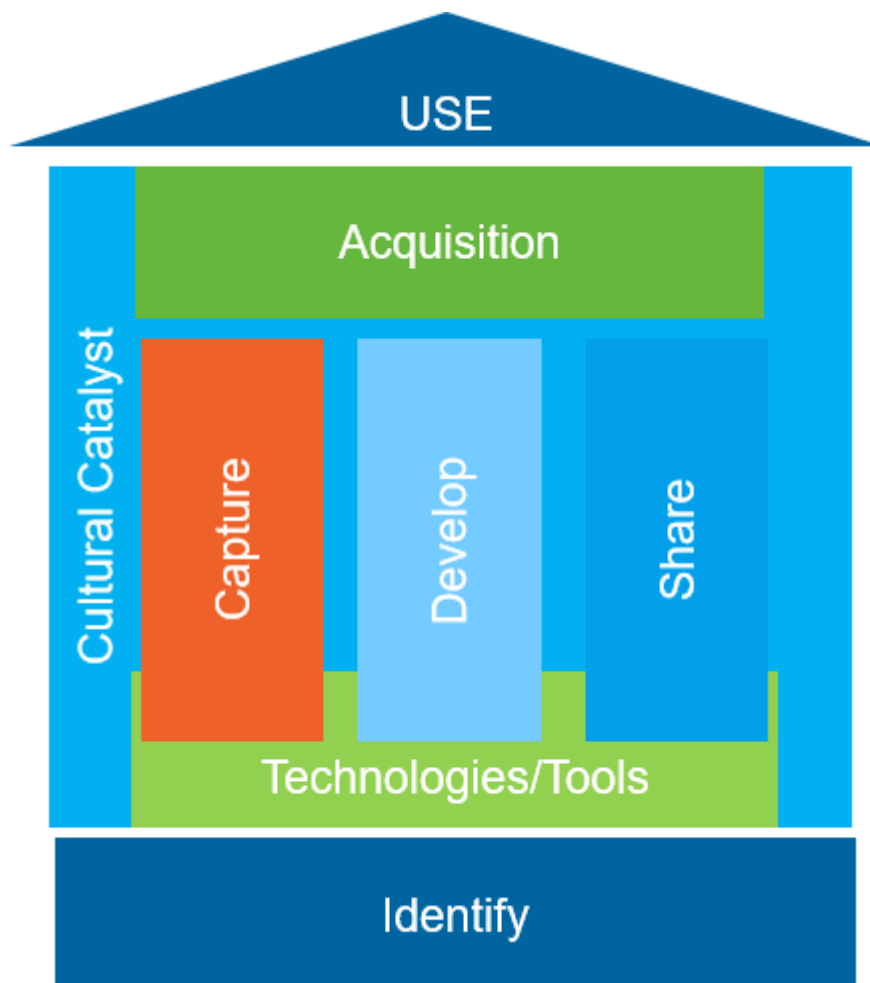 USE
Acquisition
Cultural Catalyst
Capture
Develop
Share
Technologies/Tools
Identify